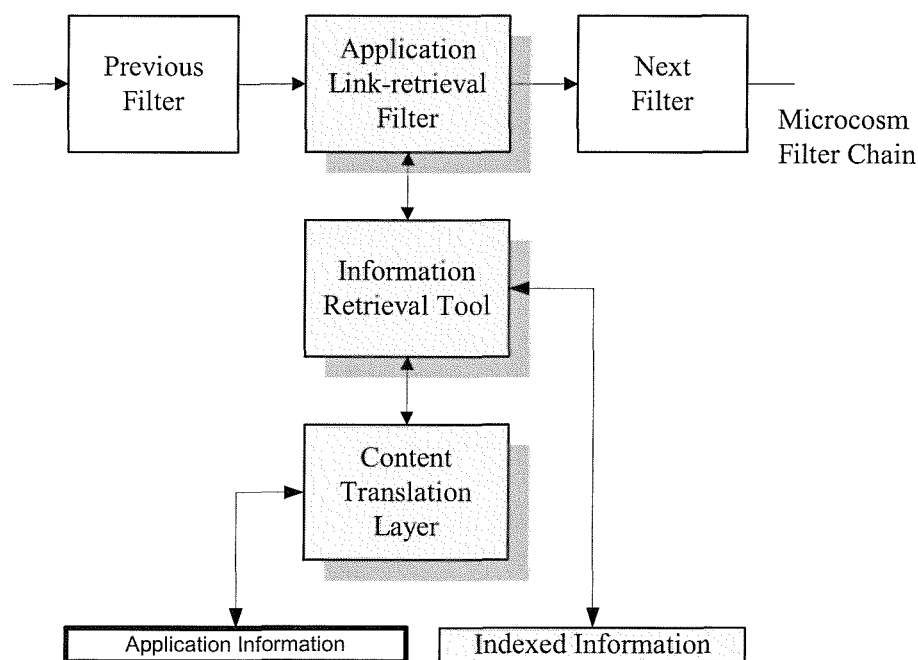 Previous
Filter
Application
Link-retrieval
Filter
Next
Filter
Microcosm
Filter Chain
Information
Retrieval Tool
Content
Translation
Layer
Application Information
Indexed Information